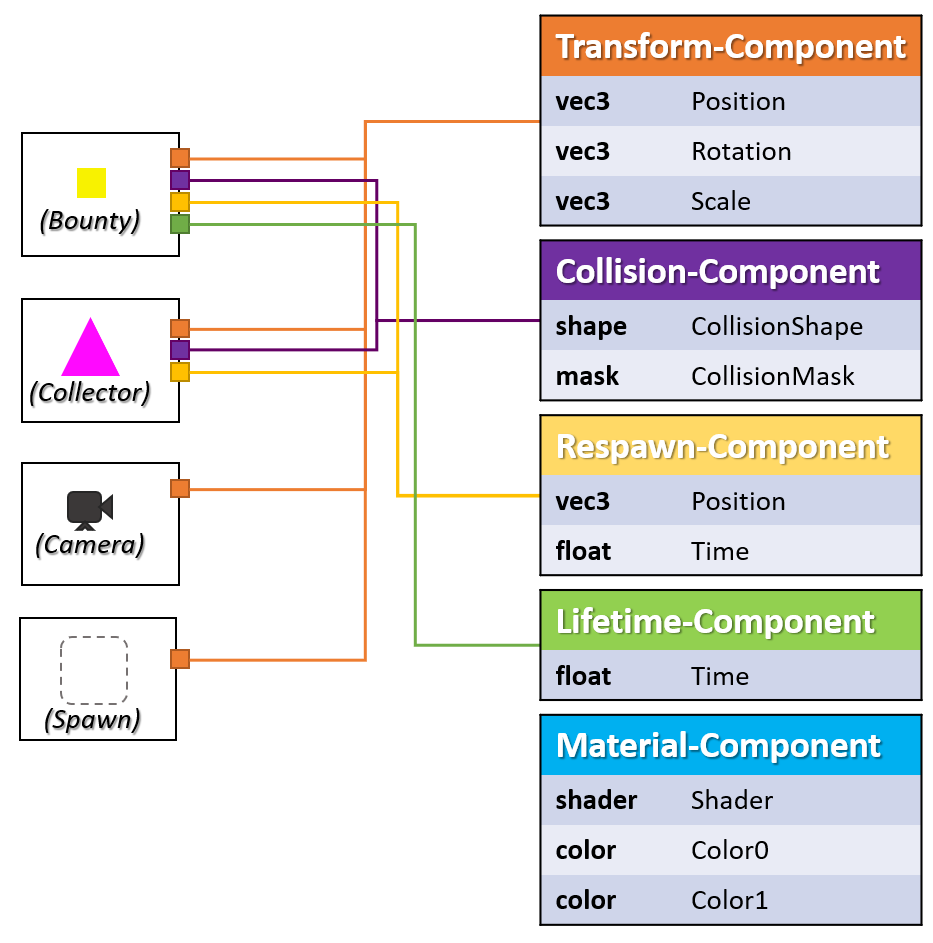 (Bounty)
(Collector)
(Camera)
(Spawn)
Transform-Component
vec3 Position
vec3 Rotation
vec3 Scale
Collision-Component
shape CollisionShape
mask CollisionMask
Respawn-Component
vec3 Position
float Time
Lifetime-Component
float Time
Material-Component
shader Shader
color Color0
color Color1